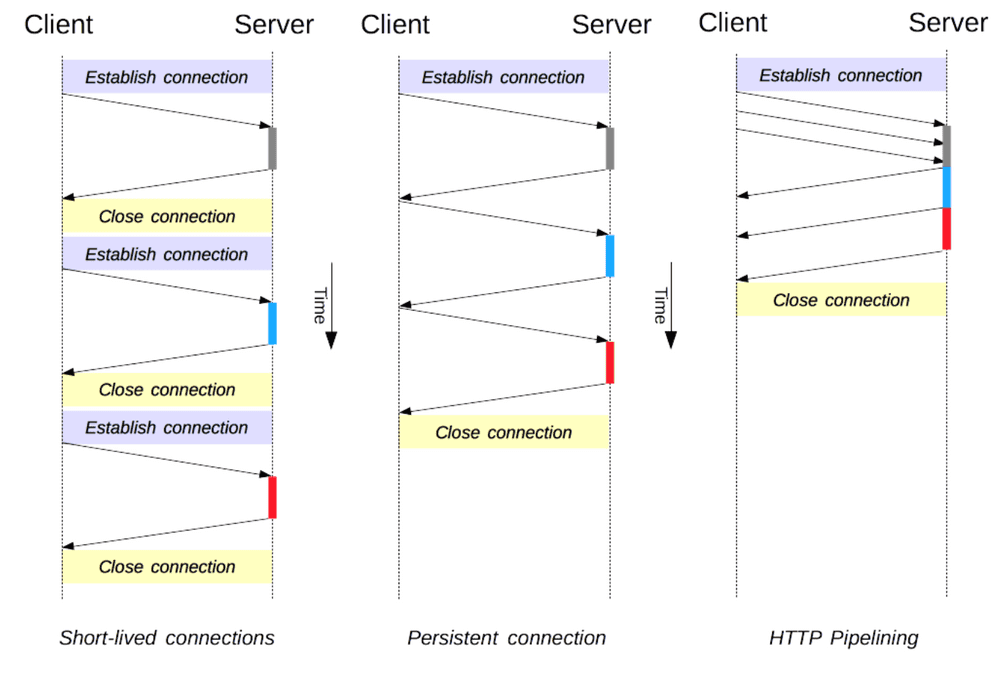 Client Server
Establish connection
Close connection
Establish connection
Close connection
Establish connection
Close connection
Short-lived connections
Time
Client Server
Establish connection
Close connection
Persistent connection
Time
Client Server
Establish connection
Close connection
HTTP Pipelining